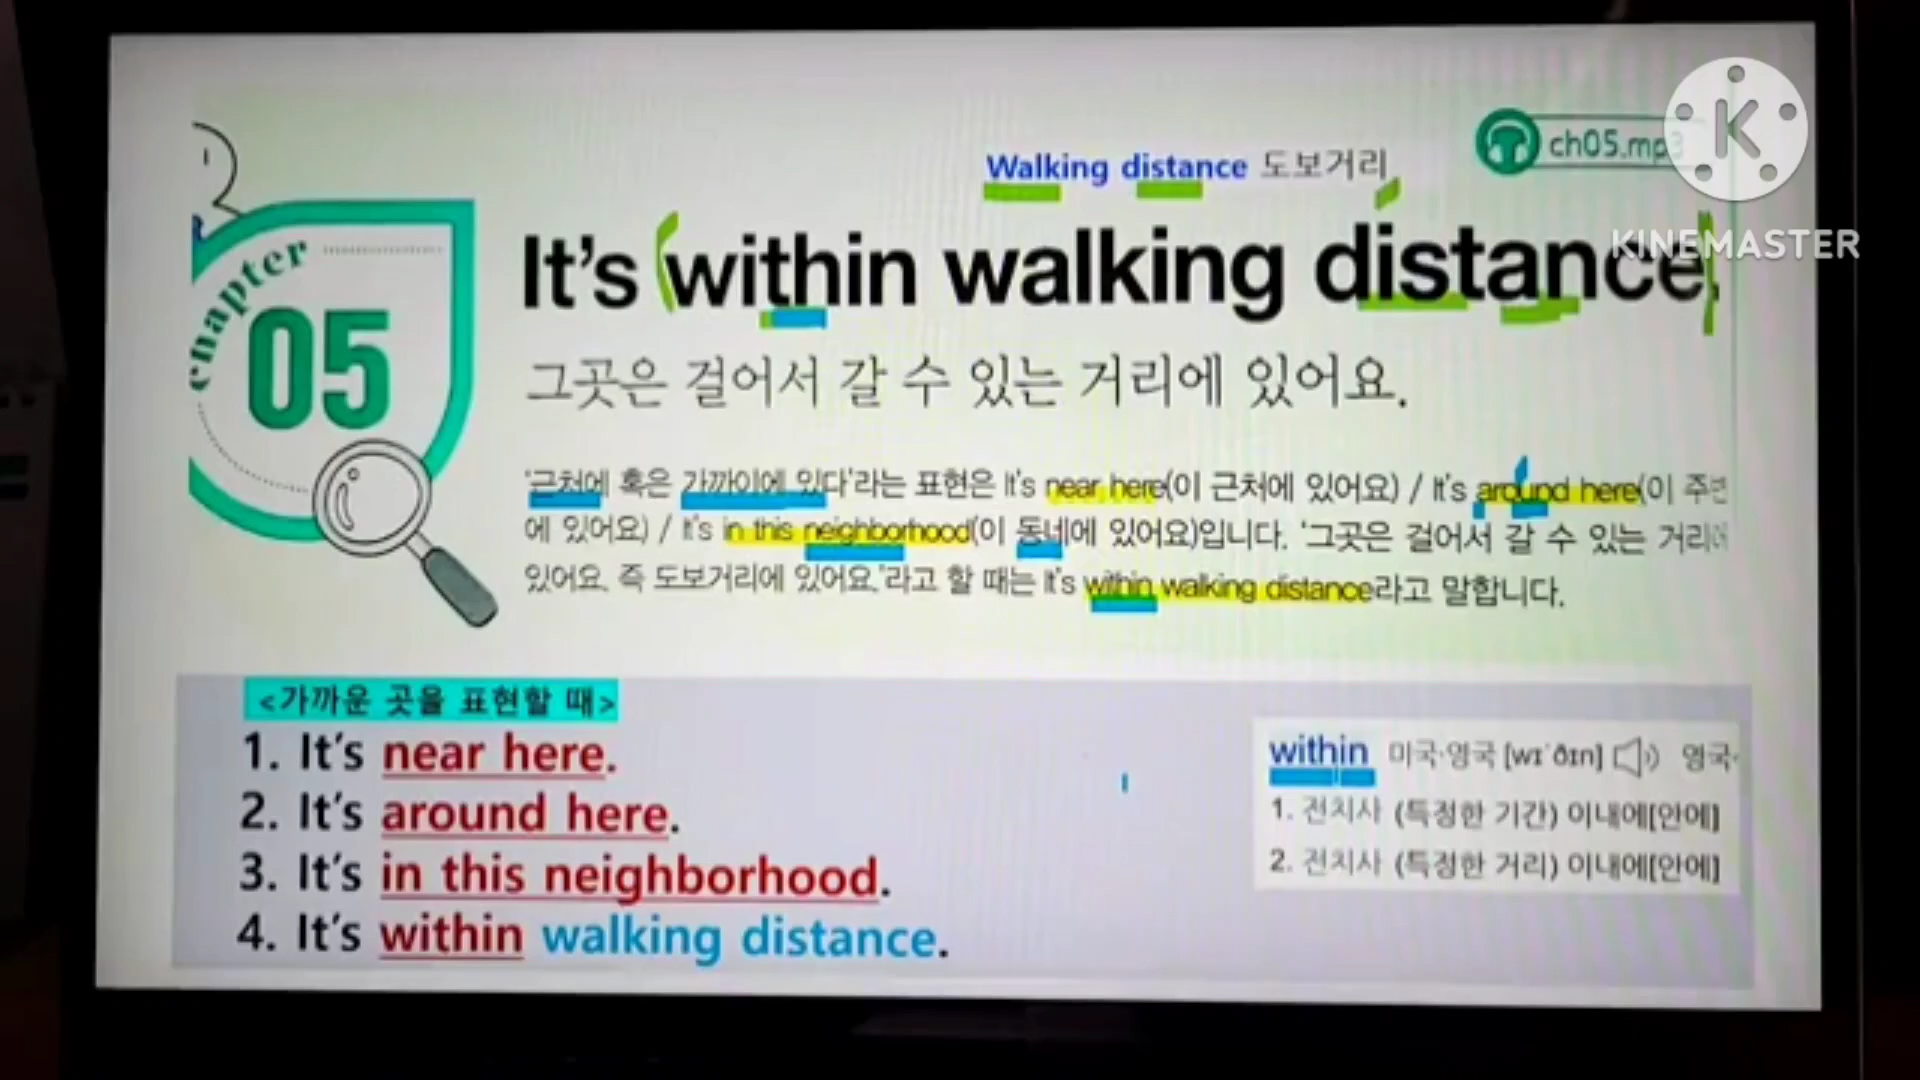 Walking distance 도보거리
ch05.mp3
KINEMASTER
chapter
05
It's within walking distance.
그곳은 걸어서 갈 수 있는 거리에 있어요.
'근처에 혹은 가까이에 있다'라는 표현은 It's near here(이 근처에 있어요) / It's around here(이 주변
에 있어요) / It's in this neighborhood(이 동네에 있어요)입니다. '그곳은 걸어서 갈 수 있는 거리에
있어요. 즉 도보거리에 있어요.'라고 할 때는 It's within walking distance라고 말합니다.
<가까운 곳을 표현할 때>
1. It's near here.
2. It's around here.
3. It's in this neighborhood.
4. It's within walking distance.
within 미국·영국 [wɪˈðɪn] 영국·
1. 전치사 (특정한 기간) 이내에[안에]
2. 전치사 (특정한 거리) 이내에[안에]